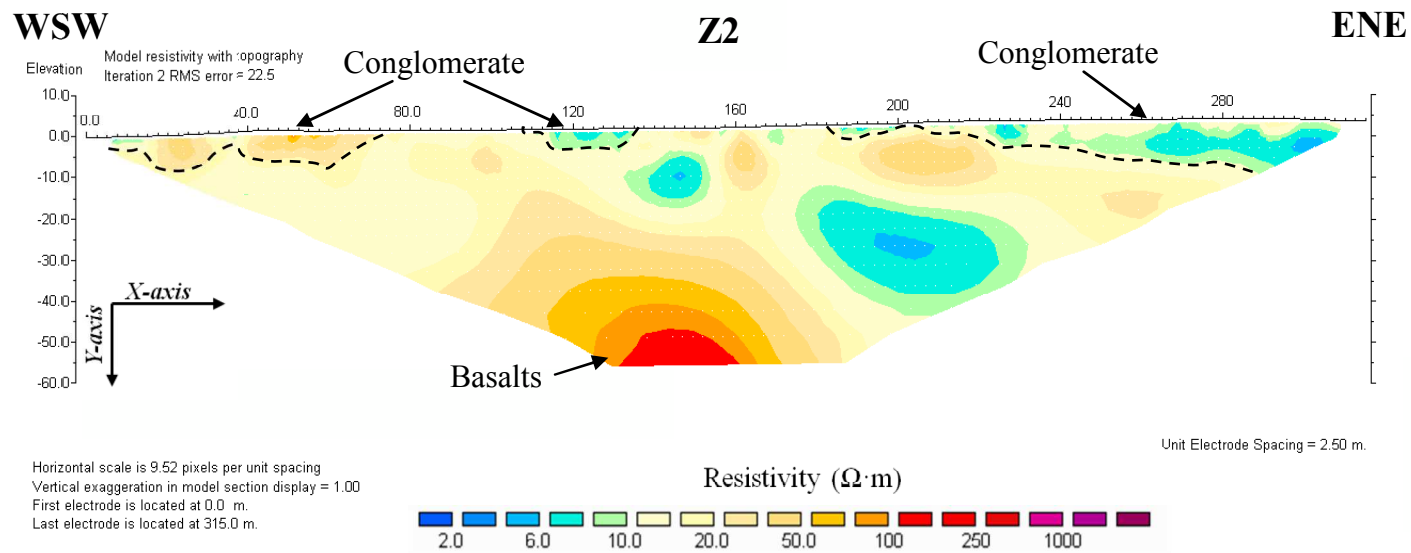 WSW
Z2
ENE
Model resistivity with topography
Iteration 2 RMS error = 22.5
Elevation
Conglomerate
Conglomerate
10.0
0.0
-10.0
-20.0
-30.0
-40.0
-50.0
-60.0
0.0
40.0
80.0
120
160
200
240
280
X-axis
Y-axis
Basalts
Unit Electrode Spacing = 2.50 m.
Horizontal scale is 9.52 pixels per unit spacing
Vertical exaggeration in model section display = 1.00
First electrode is located at 0.0 m.
Last electrode is located at 315.0 m.
Resistivity (Ω·m)
2.0 6.0 10.0 20.0 50.0 100 250 1000